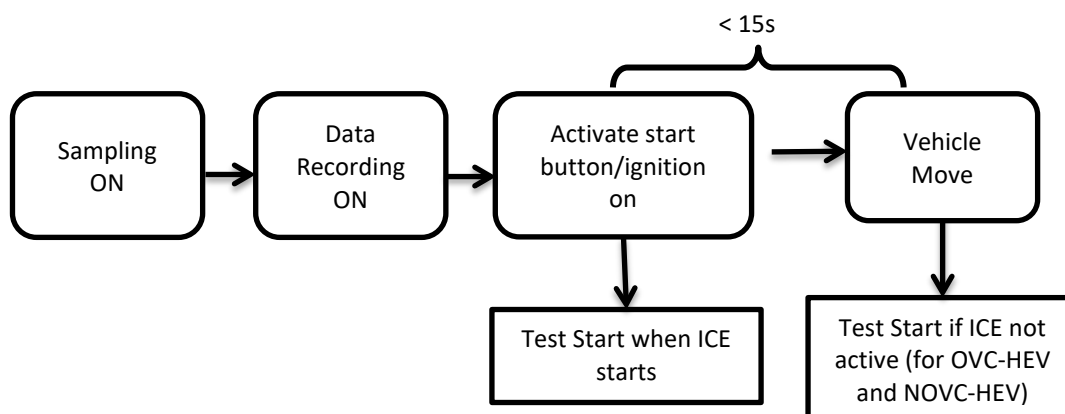 < 15s
Sampling
ON
Data
Recording
ON
Activate start
button/ignition
on
Vehicle
Move
Test Start when ICE
starts
Test Start if ICE not
active (for OVC-HEV
and NOVC-HEV)